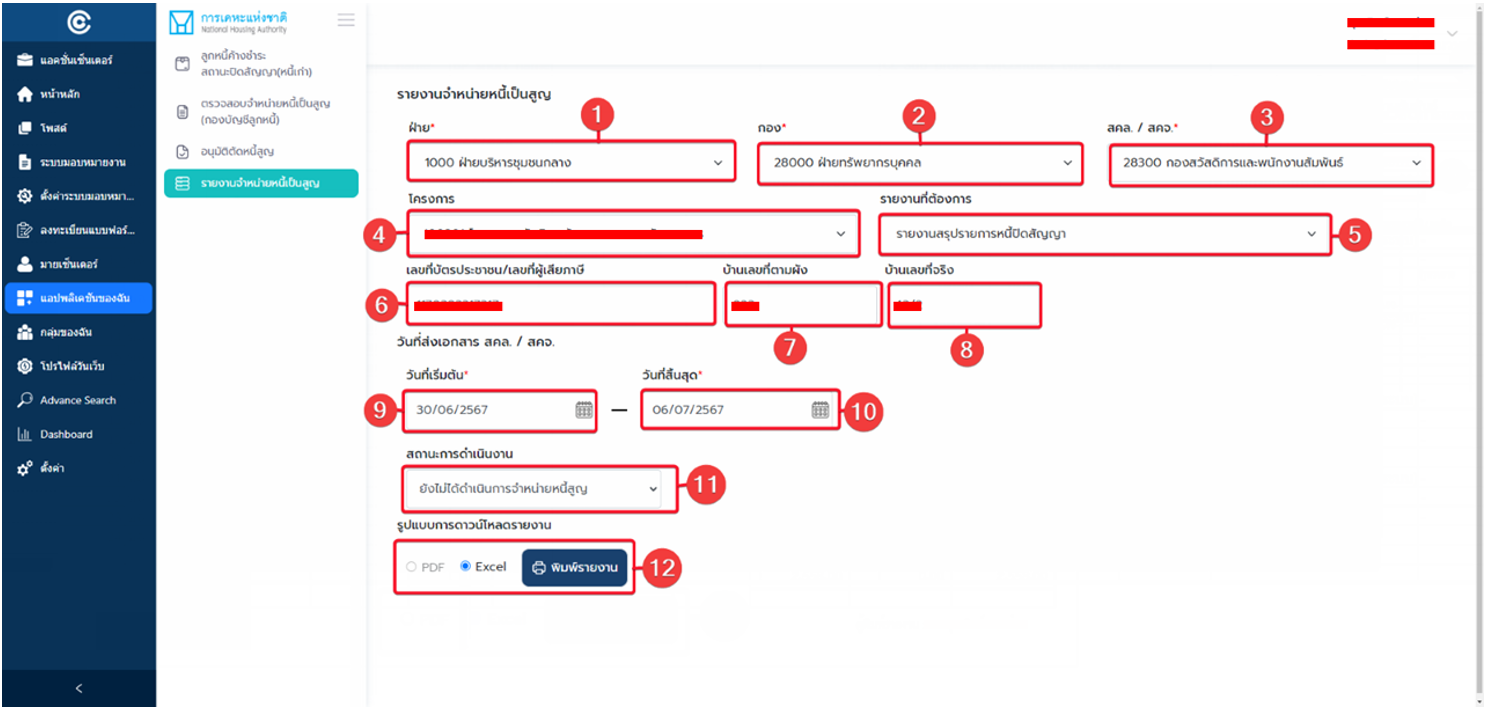 การเคหะแห่งชาติ
National Housing Authority
แอคชั่นเซ็นเตอร์
หน้าหลัก
โพสต์
ระบบมอบหมายงาน
ตั้งค่าระบบมอบหมา...
ลงทะเบียนแบบฟอร์...
มายเซ็นเตอร์
แอปพลิเคชันของฉัน
กลุ่มของฉัน
โปรไฟล์วันเว็บ
Advance Search
Dashboard
ตั้งค่า
ลูกหนี้ค้างชำระ
สถานะปิดสัญญา(หนี้เก่า)
ตรวจสอบจำหน่ายหนี้เป็นสูญ
(กองบัญชีลูกหนี้)
อนุมัติตัดหนี้สูญ
รายงานจำหน่ายหนี้เป็นสูญ
รายงานจำหน่ายหนี้เป็นสูญ
1 2 3
ฝ่าย* กอง* สคล. / สคจ.*
1000 ฝ่ายบริหารชุมชนกลาง 28000 ฝ่ายทรัพยากรบุคคล 28300 กองสวัสดิการและพนักงานสัมพันธ์
โครงการ รายงานที่ต้องการ
4 รายงานสรุปรายการหนี้ปิดสัญญา 5
เลขที่บัตรประชาชน/เลขที่ผู้เสียภาษี บ้านเลขที่ตามผัง บ้านเลขที่จริง
6
7 8
วันที่ส่งเอกสาร สคล. / สคจ.
วันที่เริ่มต้น* วันที่สิ้นสุด*
9 30/06/2567 — 06/07/2567 10
สถานะการดำเนินงาน
ยังไม่ได้ดำเนินการจำหน่ายหนี้สูญ 11
รูปแบบการดาวน์โหลดรายงาน
PDF Excel พิมพ์รายงาน 12